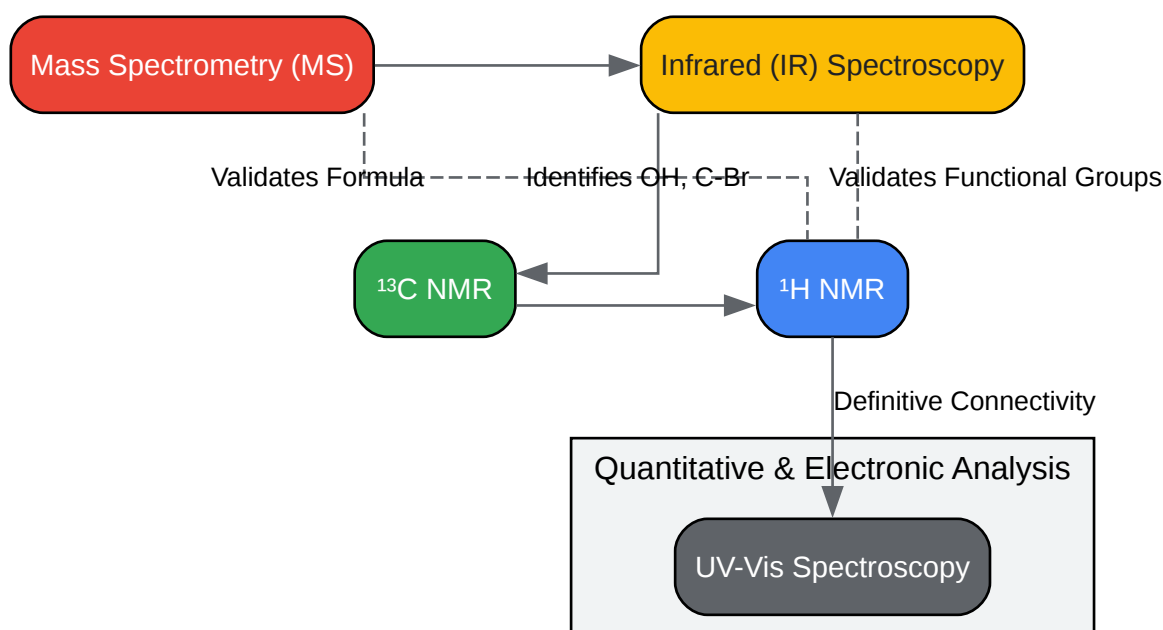 Mass Spectrometry (MS)
Infrared (IR) Spectroscopy
Validates Formula
Identifies OH, C-Br
Validates Functional Groups
¹³C NMR
¹H NMR
Definitive Connectivity
Quantitative & Electronic Analysis
UV-Vis Spectroscopy